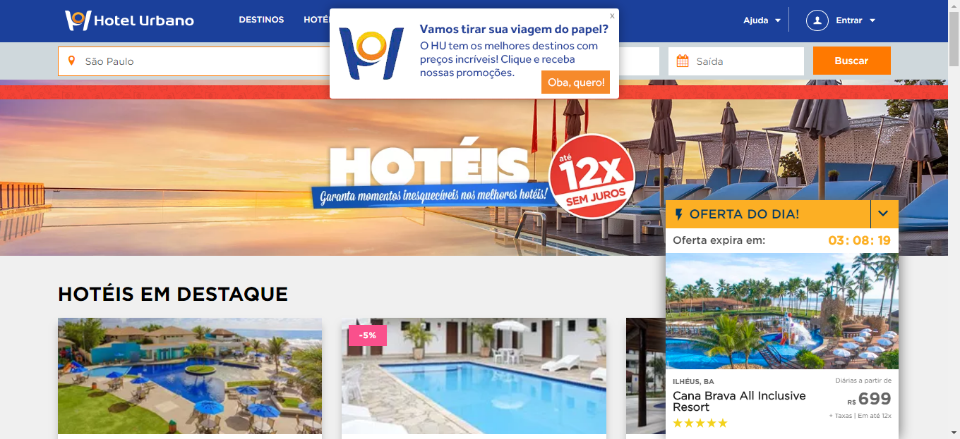 Hotel Urbano
DESTINOS
HOTÉ
Ajuda
Entrar
x
Vamos tirar sua viagem do papel?
O HU tem os melhores destinos com
preços incríveis! Clique e receba
nossas promoções.
Oba, quero!
São Paulo
Saída
Buscar
HOTÉIS
Garanta momentos inesquecíveis nos melhores hotéis!
até
12x
SEM JUROS
OFERTA DO DIA!
Oferta expira em:
03 : 08 : 19
HOTÉIS EM DESTAQUE
-5%
ILHÉUS, BA
Cana Brava All Inclusive
Resort
Diárias a partir de
R$ 699
+ Taxas | Em até 12x